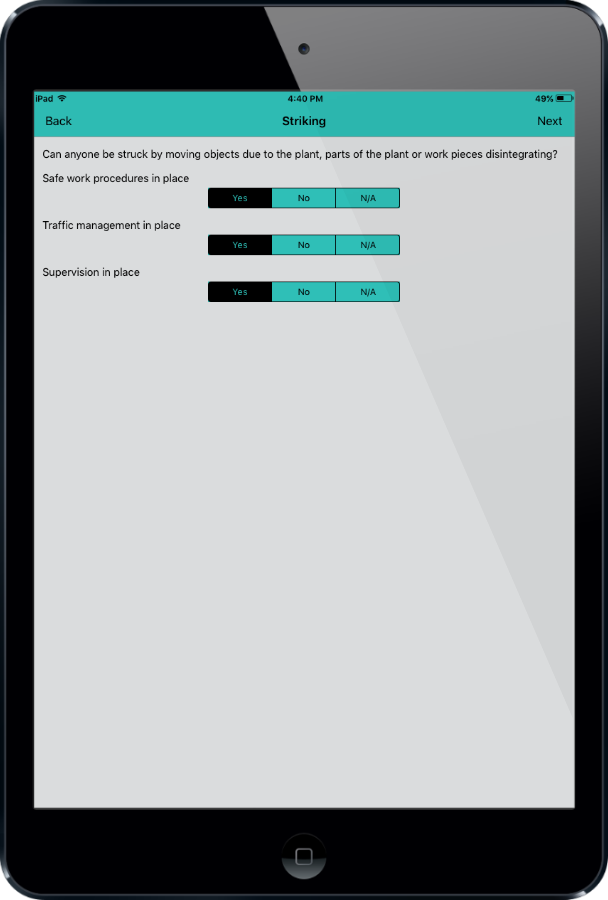 iPad 4:40 PM 49%
Back Striking Next
Can anyone be struck by moving objects due to the plant, parts of the plant or work pieces disintegrating?
Safe work procedures in place
Yes No N/A
Traffic management in place
Yes No N/A
Supervision in place
Yes No N/A